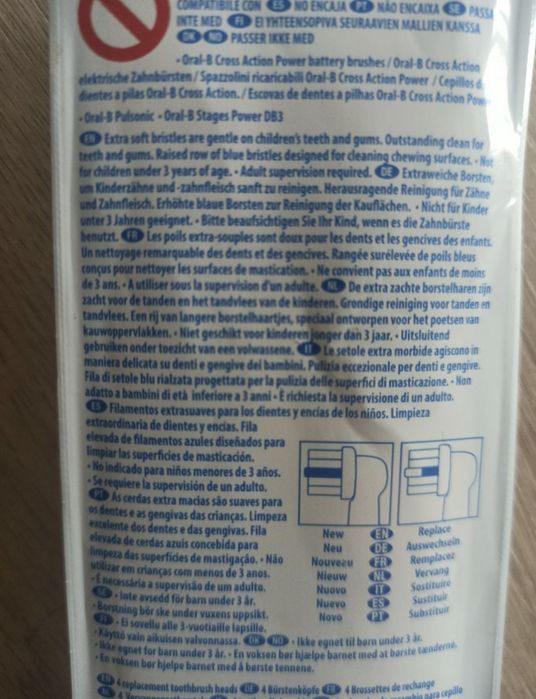 COMPATIBILE CON ES NO ENCAJA PT NÃO ENCAIXA SE PASSA
INTE MED FI EI YHTEENSOPIVA SEURAAVIEN MALLIEN KANSSA
DK NO PASSER IKKE MED
• Oral-B Cross Action Power battery brushes / Oral-B Cross Action
elektrische Zahnbürsten / Spazzolini ricaricabili Oral-B Cross Action Power / Cepillos d
dientes a pilas Oral-B Cross Action. / Escovas de dentes a pilhas Oral-B Cross Action Power
• Oral-B Pulsonic • Oral-B Stages Power DB3
EN Extra soft bristles are gentle on children's teeth and gums. Outstanding clean for
teeth and gums. Raised row of blue bristles designed for cleaning chewing surfaces. • Not
for children under 3 years of age. • Adult supervision required. DE Extraweiche Borsten,
um Kinderzähne und -zahnfleisch sanft zu reinigen. Herausragende Reinigung für Zähne
und Zahnfleisch. Erhöhte blaue Borsten zur Reinigung der Kauflächen. • Nicht für Kinder
unter 3 Jahren geeignet. • Bitte beaufsichtigen Sie Ihr Kind, wenn es die Zahnbürste
benutzt. FR Les poils extra-souples sont doux pour les dents et les gencives des enfants.
Un nettoyage remarquable des dents et des gencives. Rangée surélevée de poils bleus
conçus pour nettoyer les surfaces de mastication. • Ne convient pas aux enfants de moins
de 3 ans. • A utiliser sous la supervision d'un adulte. NL De extra zachte borstelharen zijn
zacht voor de tanden en het tandvlees van de kinderen. Grondige reiniging voor tanden en
tandvlees. Een rij van langere borstelhaartjes, speciaal ontworpen voor het poetsen van
kauwoppervlakken. • Niet geschikt voor kinderen jonger dan 3 jaar. • Uitsluitend
gebruiken onder toezicht van een volwassene. IT Le setole extra morbide agiscono in
maniera delicata su denti e gengive dei bambini. Pulizia eccezionale per denti e gengive.
Fila di setole blu rialzata progettata per la pulizia delle superfici di masticazione. • Non
adatto a bambini di età inferiore a 3 anni • È richiesta la supervisione di un adulto.
ES Filamentos extrasuaves para los dientes y encías de los niños. Limpieza
extraordinaria de dientes y encías. Fila
elevada de filamentos azules diseñados para
limpiar las superficies de masticación.
• No indicado para niños menores de 3 años.
• Se requiere la supervisión de un adulto.
PT As cerdas extra macias são suaves para
os dentes e as gengivas das crianças. Limpeza
excelente dos dentes e das gengivas. Fila
elevada de cerdas azuis concebida para
limpeza das superfícies de mastigação. • Não
utilizar em crianças com menos de 3 anos.
• É necessária a supervisão de um adulto.
SE • Inte avsedd för barn under 3 år.
• Borstning bör ske under vuxens uppsikt.
FI • Ei sovellu alle 3-vuotiaille lapsille.
• Käyttö vain aikuisen valvonnassa. DK NO • Ikke egnet til børn under 3 år.
• Ikke egnet for barn under 3 år. • En voksen bør hjælpe barnet med at børste tænderne.
• En voksen bør hjelpe barnet med å børste tennene.
New EN Replace
Neu DE Auswechseln
Nouveau FR Remplacez
Nieuw NL Vervang
Nuovo IT Sostituire
Nuevo ES Sustituir
Novo PT Substituir
EN 4 replacement toothbrush heads DE 4 Bürstenköpfe FR 4 Brossettes de rechange